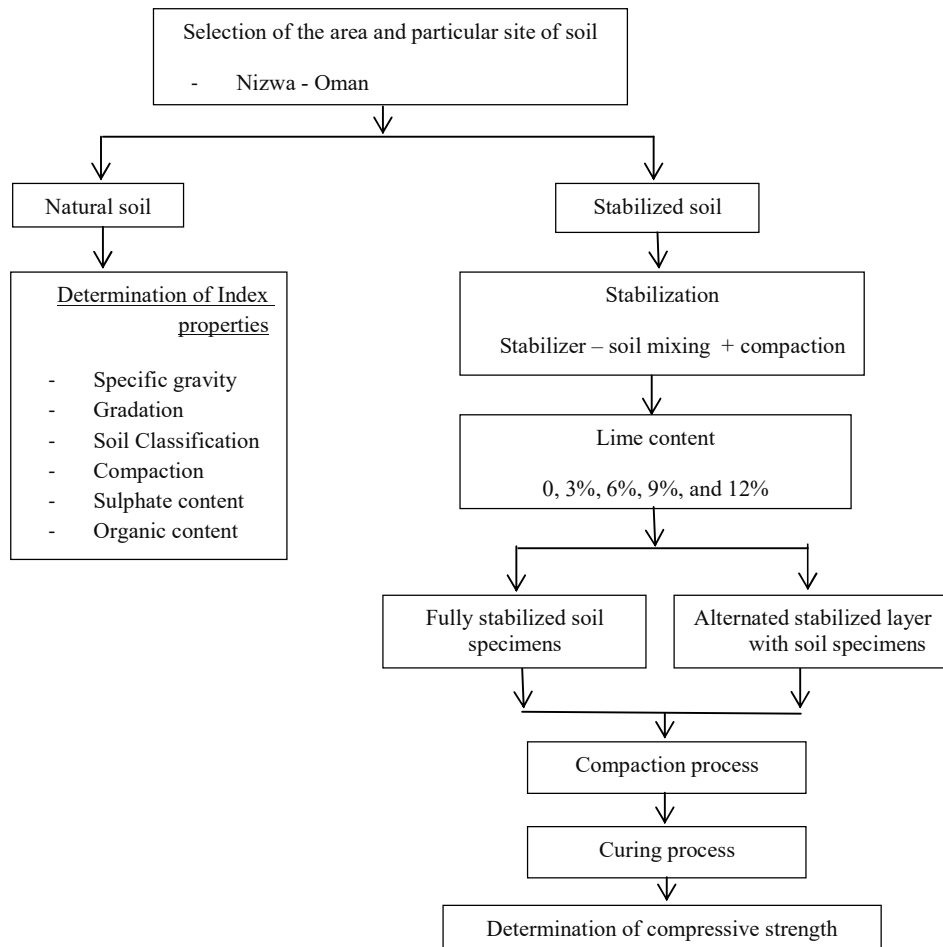 Selection of the area and particular site of soil
- Nizwa - Oman
Natural soil
Stabilized soil
Determination of Index
properties
- Specific gravity
- Gradation
- Soil Classification
- Compaction
- Sulphate content
- Organic content
Stabilization
Stabilizer – soil mixing + compaction
Lime content
0, 3%, 6%, 9%, and 12%
Fully stabilized soil
specimens
Alternated stabilized layer
with soil specimens
Compaction process
Curing process
Determination of compressive strength